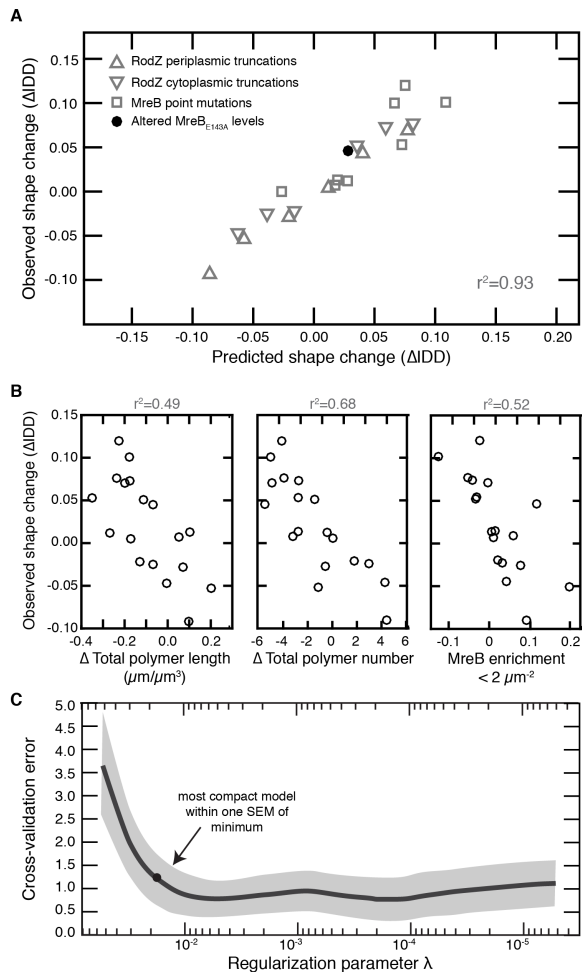 A
Observed shape change (ΔIDD)
0.15
0.10
0.05
0.00
-0.05
-0.10
RodZ periplasmic truncations
RodZ cytoplasmic truncations
MreB point mutations
Altered MreB_E143A levels
r²=0.93
-0.15 -0.10 -0.05 0.00 0.05 0.10 0.15 0.20
Predicted shape change (ΔIDD)
B
r²=0.49 r²=0.68 r²=0.52
Observed shape change (ΔIDD)
0.15
0.10
0.05
0.00
-0.05
-0.10
-0.4 -0.2 0.0 0.2
Δ Total polymer length
(μm/μm³)
-6 -4 -2 0 2 4 6
Δ Total polymer number
-0.1 0 0.1 0.2
MreB enrichment
< 2 μm⁻²
C
Cross-validation error
5.0
4.5
4.0
3.5
3.0
2.5
2.0
1.5
1.0
0.5
0.0
most compact model
within one SEM of
minimum
10⁻² 10⁻³ 10⁻⁴ 10⁻⁵
Regularization parameter λ